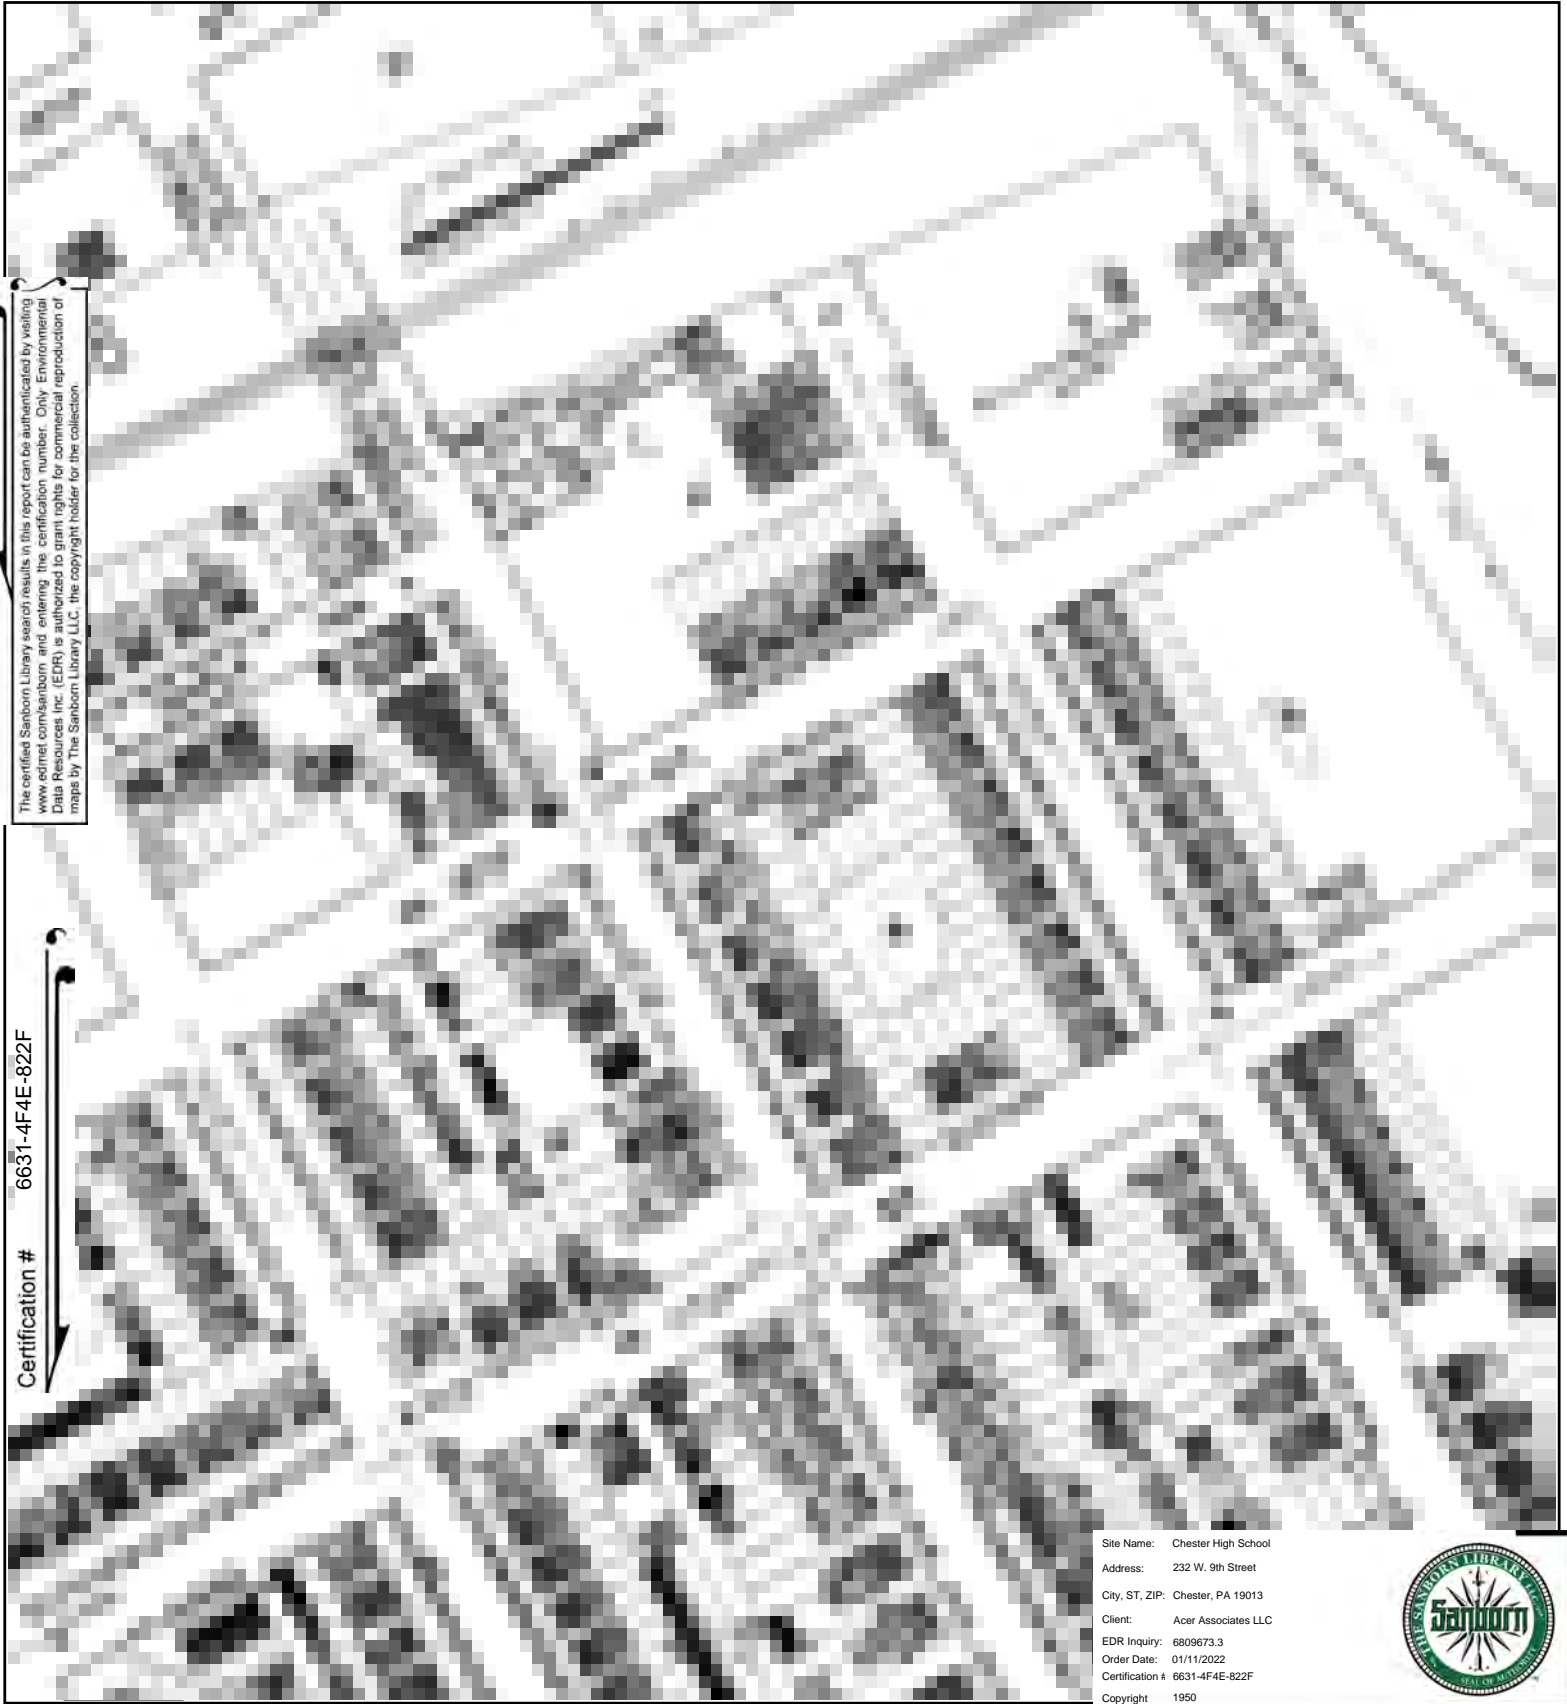 The certified Sanborn Library search results in this report can be authenticated by visiting
www.edrnet.com/sanborn and entering the certification number. Only Environmental
Data Resources Inc. (EDR) is authorized to grant rights for commercial reproduction of
maps by The Sanborn Library LLC, the copyright holder for the collection.
Certification # 6631-4F4E-822F
Site Name: Chester High School
Address: 232 W. 9th Street
City, ST, ZIP: Chester, PA 19013
Client: Acer Associates LLC
EDR Inquiry: 6809673.3
Order Date: 01/11/2022
Certification # 6631-4F4E-822F
Copyright 1950
THE SANBORN LIBRARY LLC
Sanborn
SEAL OF AUTHENTICITY